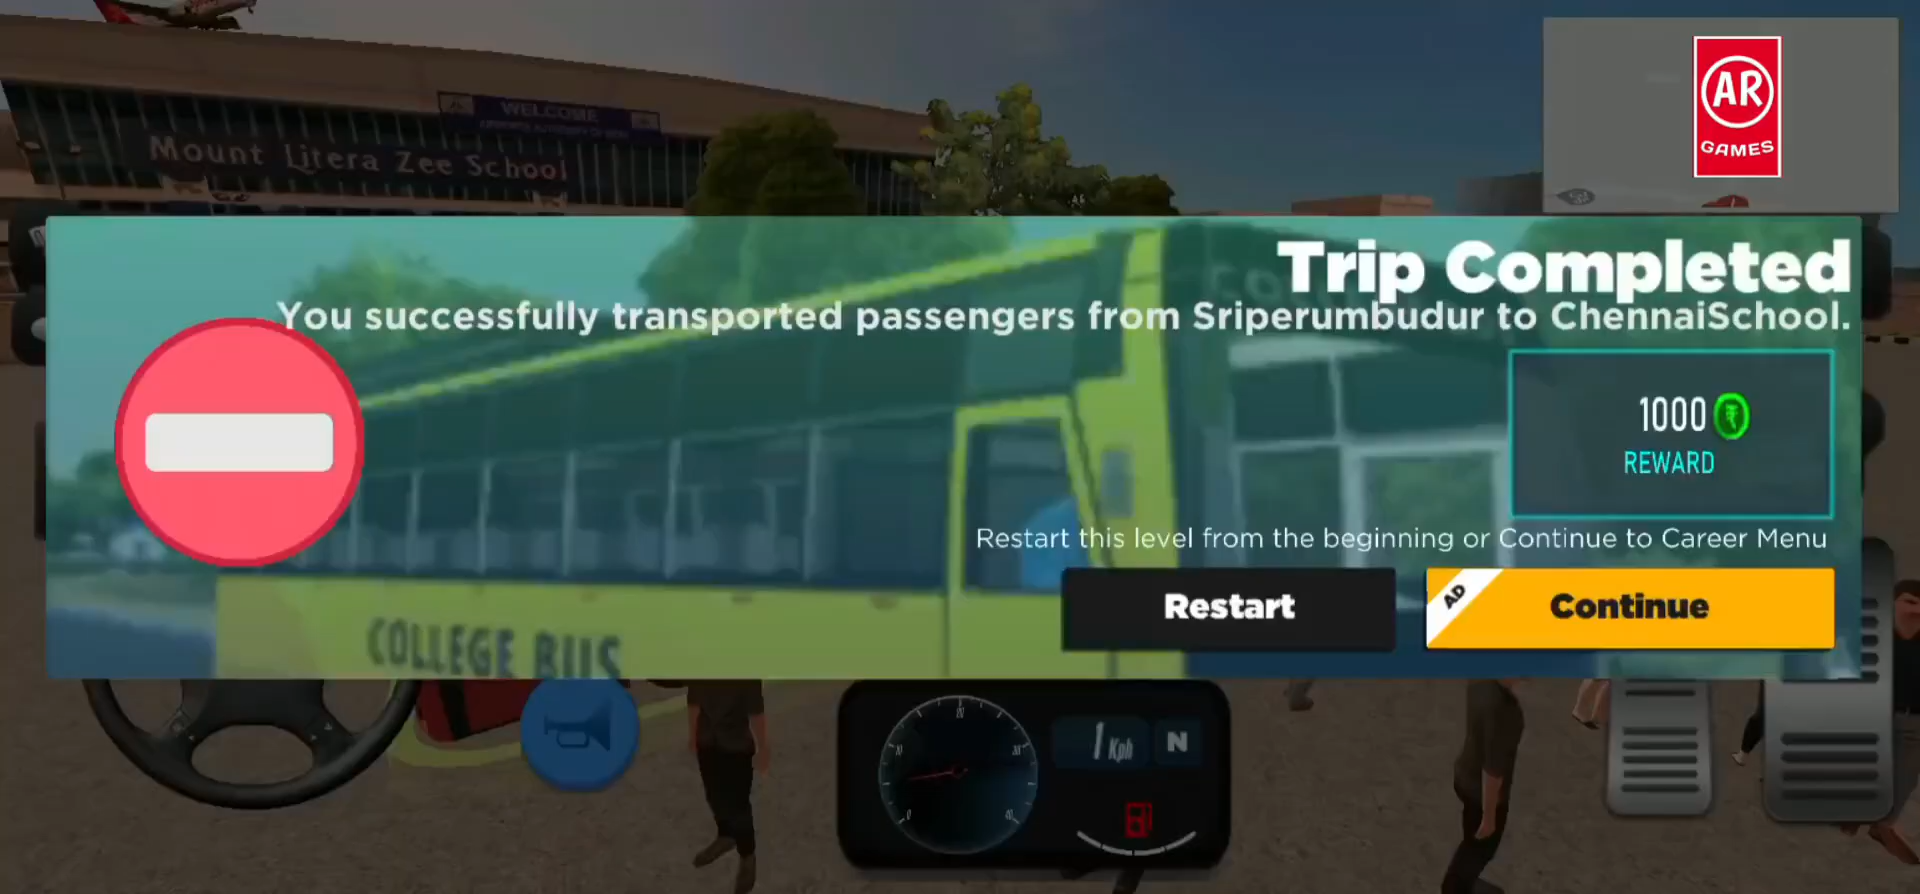 WELCOME
Mount Litera Zee School
AR
GAMES
Trip Completed
You successfully transported passengers from Sriperumbudur to ChennaiSchool.
1000
REWARD
Restart this level from the beginning or Continue to Career Menu
Restart
AD
Continue
COLLEGE BUS
1 Kph
N